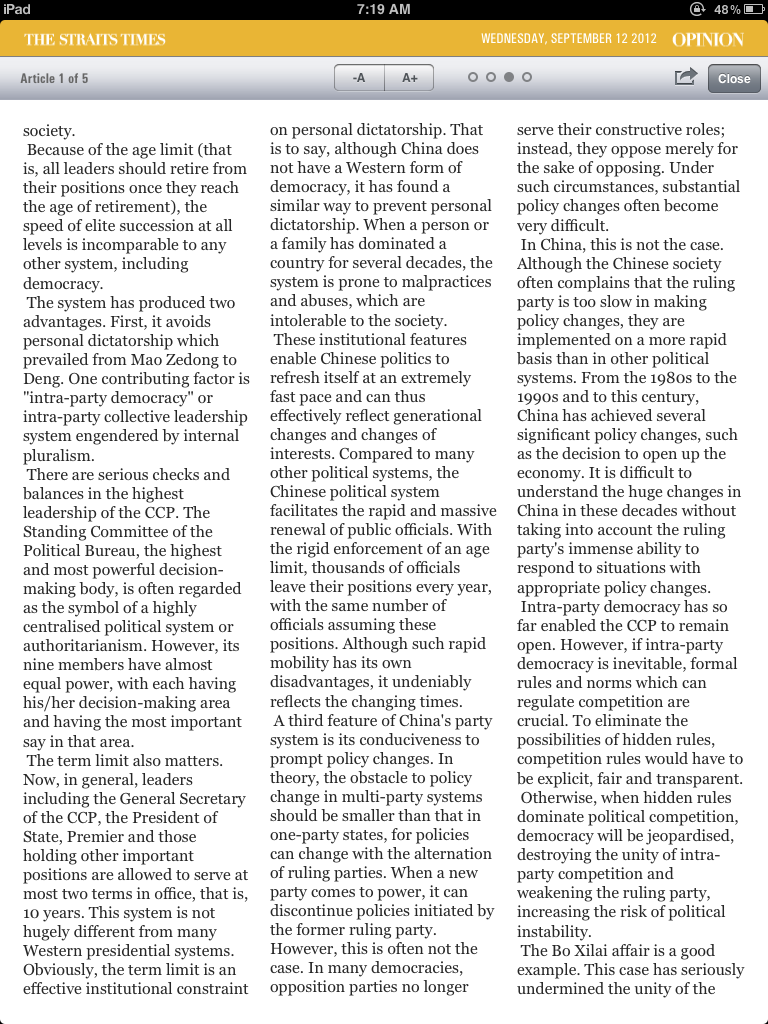 iPad
7:19 AM
48%
THE STRAITS TIMES
WEDNESDAY, SEPTEMBER 12 2012
OPINION
Article 1 of 5
-A
A+
Close
society.
Because of the age limit (that
is, all leaders should retire from
their positions once they reach
the age of retirement), the
speed of elite succession at all
levels is incomparable to any
other system, including
democracy.
The system has produced two
advantages. First, it avoids
personal dictatorship which
prevailed from Mao Zedong to
Deng. One contributing factor is
"intra-party democracy" or
intra-party collective leadership
system engendered by internal
pluralism.
There are serious checks and
balances in the highest
leadership of the CCP. The
Standing Committee of the
Political Bureau, the highest
and most powerful decision-
making body, is often regarded
as the symbol of a highly
centralised political system or
authoritarianism. However, its
nine members have almost
equal power, with each having
his/her decision-making area
and having the most important
say in that area.
The term limit also matters.
Now, in general, leaders
including the General Secretary
of the CCP, the President of
State, Premier and those
holding other important
positions are allowed to serve at
most two terms in office, that is,
10 years. This system is not
hugely different from many
Western presidential systems.
Obviously, the term limit is an
effective institutional constraint
on personal dictatorship. That
is to say, although China does
not have a Western form of
democracy, it has found a
similar way to prevent personal
dictatorship. When a person or
a family has dominated a
country for several decades, the
system is prone to malpractices
and abuses, which are
intolerable to the society.
These institutional features
enable Chinese politics to
refresh itself at an extremely
fast pace and can thus
effectively reflect generational
changes and changes of
interests. Compared to many
other political systems, the
Chinese political system
facilitates the rapid and massive
renewal of public officials. With
the rigid enforcement of an age
limit, thousands of officials
leave their positions every year,
with the same number of
officials assuming these
positions. Although such rapid
mobility has its own
disadvantages, it undeniably
reflects the changing times.
A third feature of China's party
system is its conduciveness to
prompt policy changes. In
theory, the obstacle to policy
change in multi-party systems
should be smaller than that in
one-party states, for policies
can change with the alternation
of ruling parties. When a new
party comes to power, it can
discontinue policies initiated by
the former ruling party.
However, this is often not the
case. In many democracies,
opposition parties no longer
serve their constructive roles;
instead, they oppose merely for
the sake of opposing. Under
such circumstances, substantial
policy changes often become
very difficult.
In China, this is not the case.
Although the Chinese society
often complains that the ruling
party is too slow in making
policy changes, they are
implemented on a more rapid
basis than in other political
systems. From the 1980s to the
1990s and to this century,
China has achieved several
significant policy changes, such
as the decision to open up the
economy. It is difficult to
understand the huge changes in
China in these decades without
taking into account the ruling
party's immense ability to
respond to situations with
appropriate policy changes.
Intra-party democracy has so
far enabled the CCP to remain
open. However, if intra-party
democracy is inevitable, formal
rules and norms which can
regulate competition are
crucial. To eliminate the
possibilities of hidden rules,
competition rules would have to
be explicit, fair and transparent.
Otherwise, when hidden rules
dominate political competition,
democracy will be jeopardised,
destroying the unity of intra-
party competition and
weakening the ruling party,
increasing the risk of political
instability.
The Bo Xilai affair is a good
example. This case has seriously
undermined the unity of the